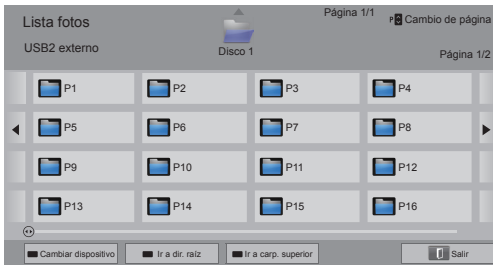 Lista fotos
Página 1/1
P Cambio de página
USB2 externo
Disco 1
Página 1/2
P1
P2
P3
P4
P5
P6
P7
P8
P9
P10
P11
P12
P13
P14
P15
P16
Cambiar dispositivo
Ir a dir. raíz
Ir a carp. superior
Salir